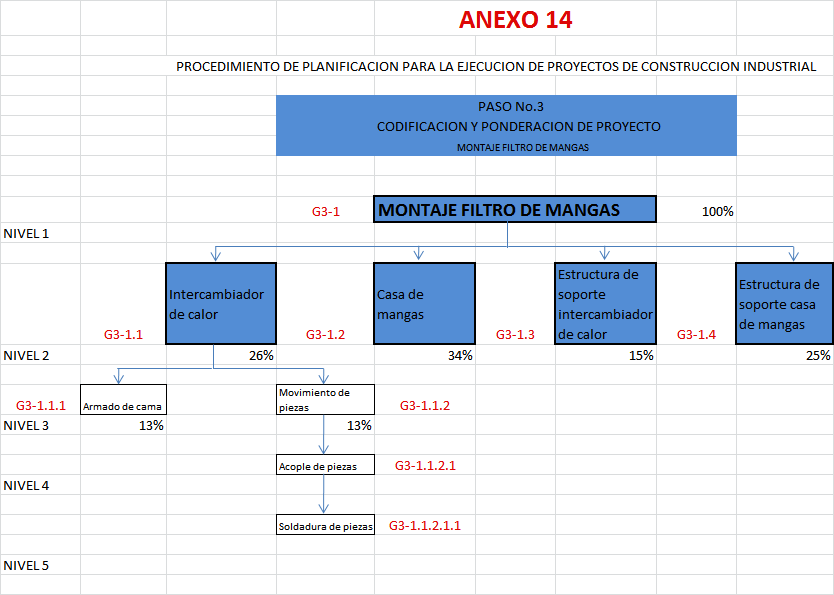 ANEXO 14
PROCEDIMIENTO DE PLANIFICACION PARA LA EJECUCION DE PROYECTOS DE CONSTRUCCION INDUSTRIAL
PASO No.3
CODIFICACION Y PONDERACION DE PROYECTO
MONTAJE FILTRO DE MANGAS
G3-1
MONTAJE FILTRO DE MANGAS
100%
NIVEL 1
G3-1.1
Intercambiador
de calor
G3-1.2
Casa de
mangas
G3-1.3
Estructura de
soporte
intercambiador
de calor
G3-1.4
Estructura de
soporte casa
de mangas
NIVEL 2
26%
34%
15%
25%
G3-1.1.1
Armado de cama
Movimiento de
piezas
G3-1.1.2
NIVEL 3
13%
13%
Acople de piezas
G3-1.1.2.1
NIVEL 4
Soldadura de piezas
G3-1.1.2.1.1
NIVEL 5